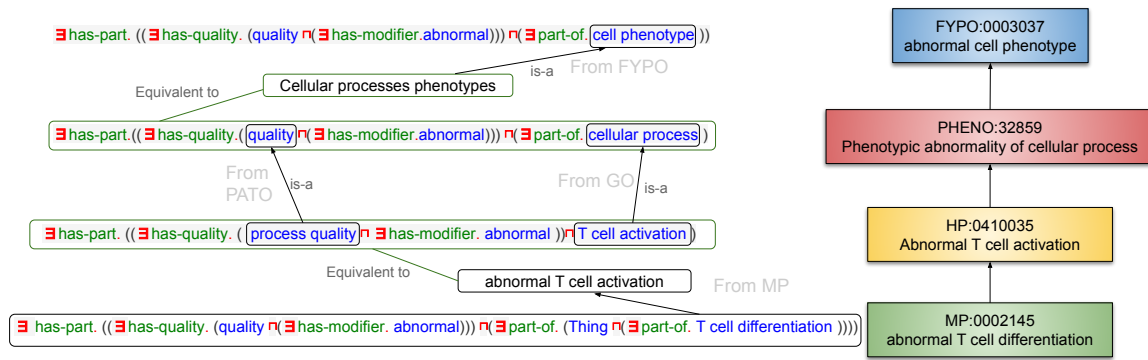 ∃ has-part. ((∃ has-quality. (quality ⊓(∃ has-modifier.abnormal))) ⊓(∃ part-of. cell phenotype ))
is-a
From FYPO
Cellular processes phenotypes
Equivalent to
∃ has-part.((∃ has-quality.( quality ⊓(∃ has-modifier.abnormal))) ⊓(∃ part-of. cellular process )
From
PATO
is-a
From GO
is-a
∃ has-part. ((∃ has-quality. ( process quality ⊓ ∃ has-modifier. abnormal ))⊓ T cell activation )
Equivalent to
abnormal T cell activation
From MP
∃ has-part. ((∃ has-quality. (quality ⊓(∃ has-modifier. abnormal))) ⊓(∃ part-of. (Thing ⊓(∃ part-of. T cell differentiation ))))
FYPO:0003037
abnormal cell phenotype
PHENO:32859
Phenotypic abnormality of cellular process
HP:0410035
Abnormal T cell activation
MP:0002145
abnormal T cell differentiation